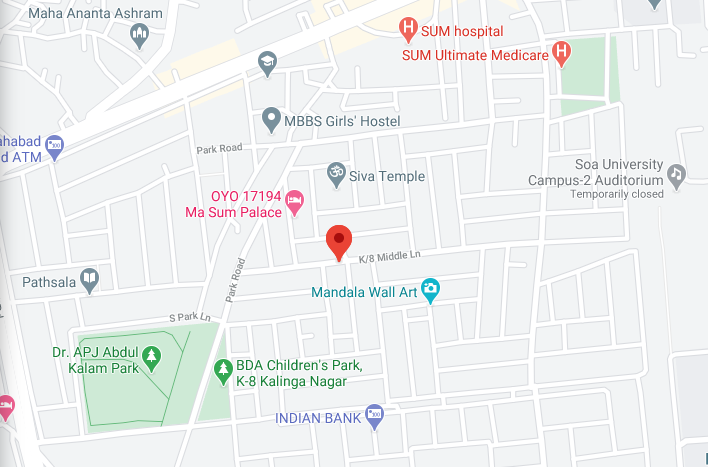 Maha Ananta Ashram
SUM hospital
SUM Ultimate Medicare
MBBS Girls' Hostel
ahabad
d ATM
Park Road
Siva Temple
Soa University
Campus-2 Auditorium
Temporarily closed
OYO 17194
Ma Sum Palace
K/8 Middle Ln
Pathsala
Park Road
Mandala Wall Art
S Park Ln
Dr. APJ Abdul
Kalam Park
BDA Children's Park,
K-8 Kalinga Nagar
INDIAN BANK